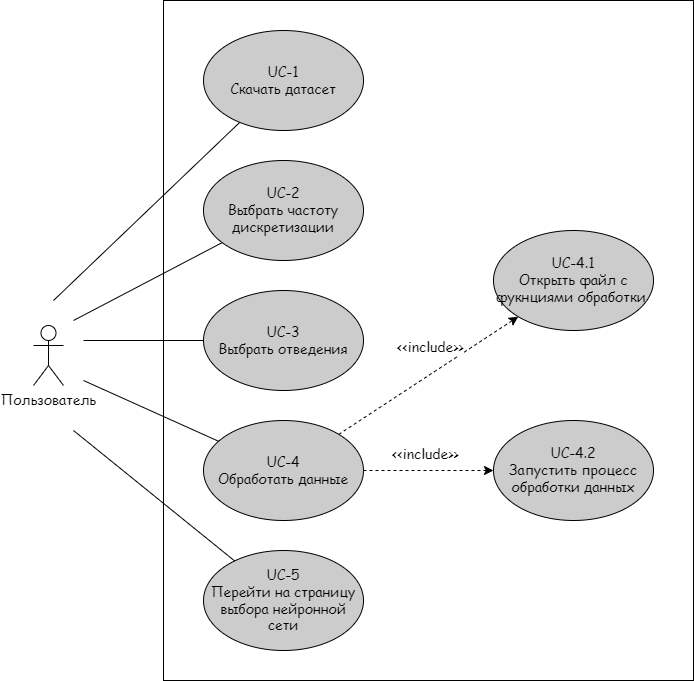 UC-1
Скачать датасет
UC-2
Выбрать частоту
дискретизации
UC-3
Выбрать отведения
UC-4
Обработать данные
UC-5
Перейти на страницу
выбора нейронной
сети
Пользователь
<<include>>
<<include>>
UC-4.1
Открыть файл с
фукнциями обработки
UC-4.2
Запустить процесс
обработки данных